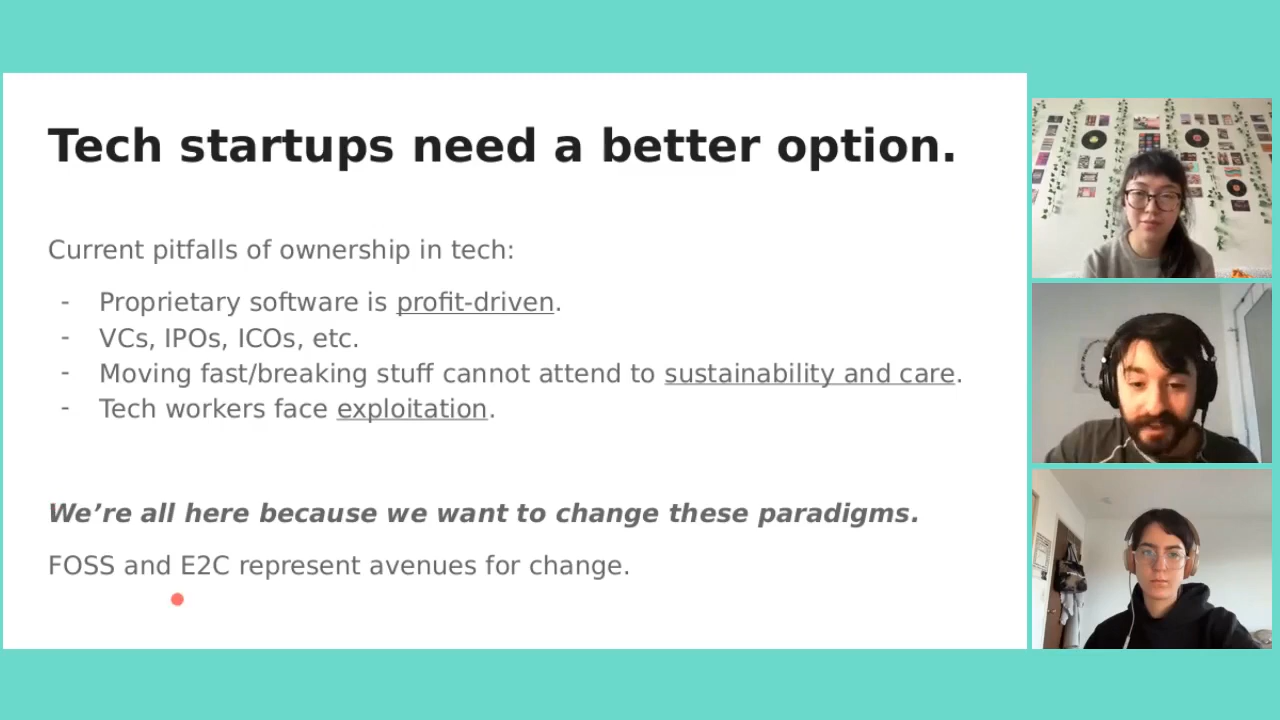 Tech startups need a better option.
Current pitfalls of ownership in tech:
- Proprietary software is profit-driven.
- VCs, IPOs, ICOs, etc.
- Moving fast/breaking stuff cannot attend to sustainability and care.
- Tech workers face exploitation.
We’re all here because we want to change these paradigms.
FOSS and E2C represent avenues for change.